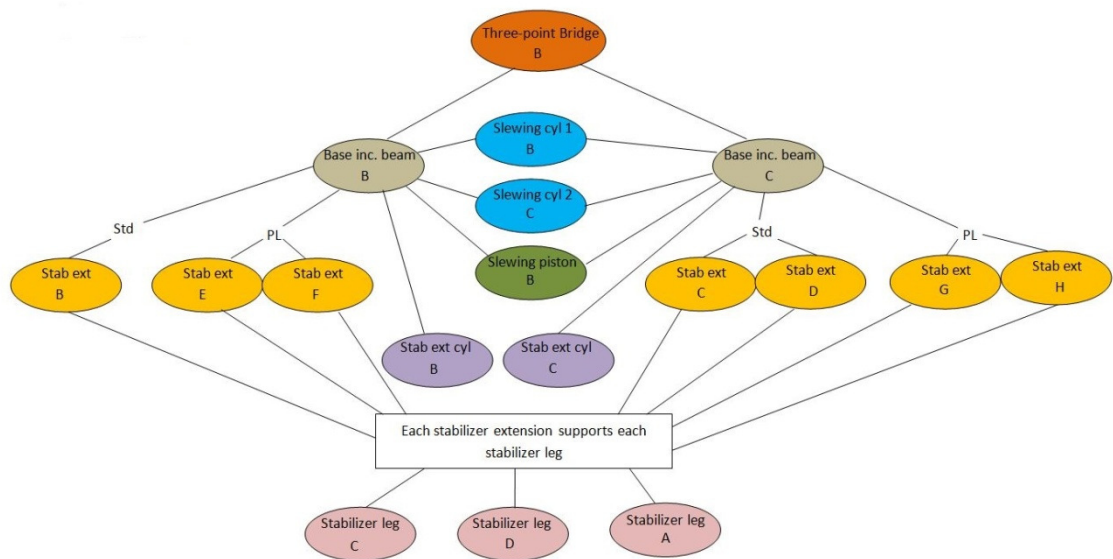 Three-point Bridge
B
Slewing cyl 1
B
Base inc. beam
B
Base inc. beam
C
Slewing cyl 2
C
Std
PL
Std
PL
Slewing piston
B
Stab ext
B
Stab ext
E
Stab ext
F
Stab ext
C
Stab ext
D
Stab ext
G
Stab ext
H
Stab ext cyl
B
Stab ext cyl
C
Each stabilizer extension supports each
stabilizer leg
Stabilizer leg
C
Stabilizer leg
D
Stabilizer leg
A